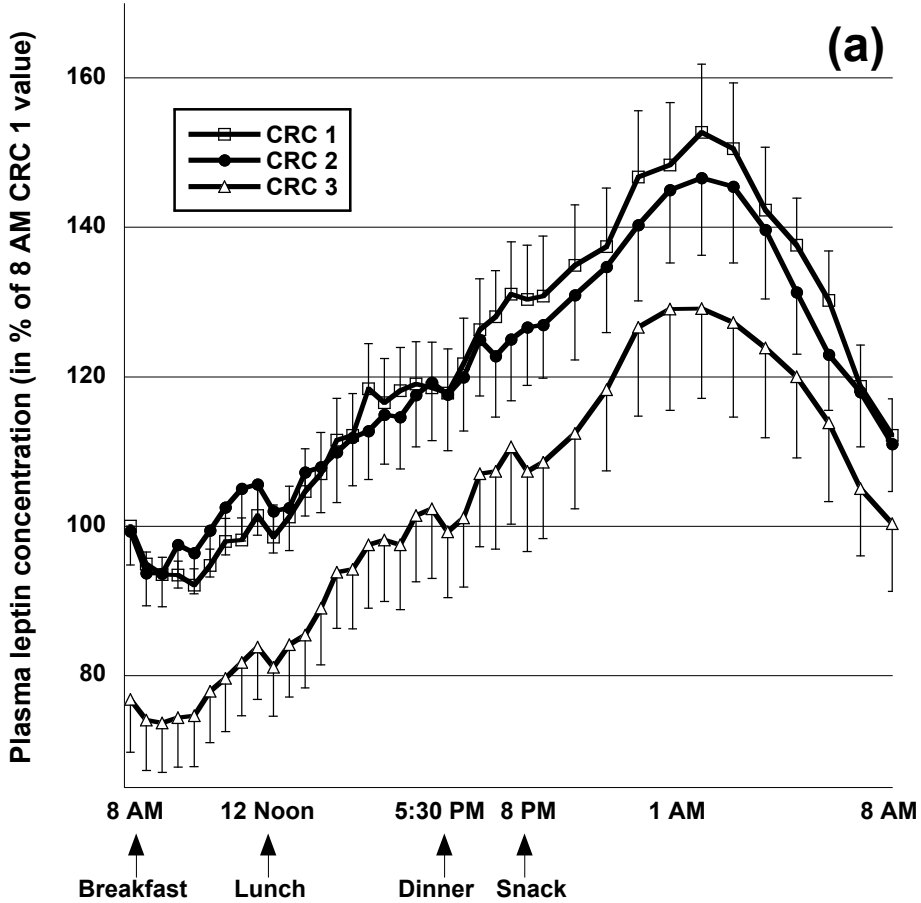 (a)
Plasma leptin concentration (in % of 8 AM CRC 1 value)
160
140
120
100
80
CRC 1
CRC 2
CRC 3
8 AM 12 Noon 5:30 PM 8 PM 1 AM 8 AM
Breakfast Lunch Dinner Snack